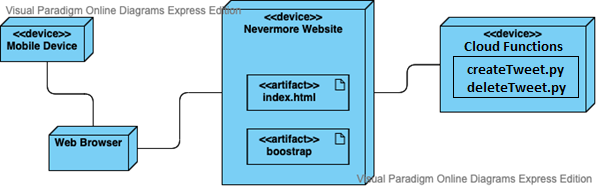 Visual Paradigm Online Diagrams Express Edition
<<device>>
Mobile Device
Web Browser
<<device>>
Nevermore Website
<<artifact>>
index.html
<<artifact>>
boostrap
<<device>>
Cloud Functions
createTweet.py
deleteTweet.py
Visual Paradigm Online Diagrams Express Edition